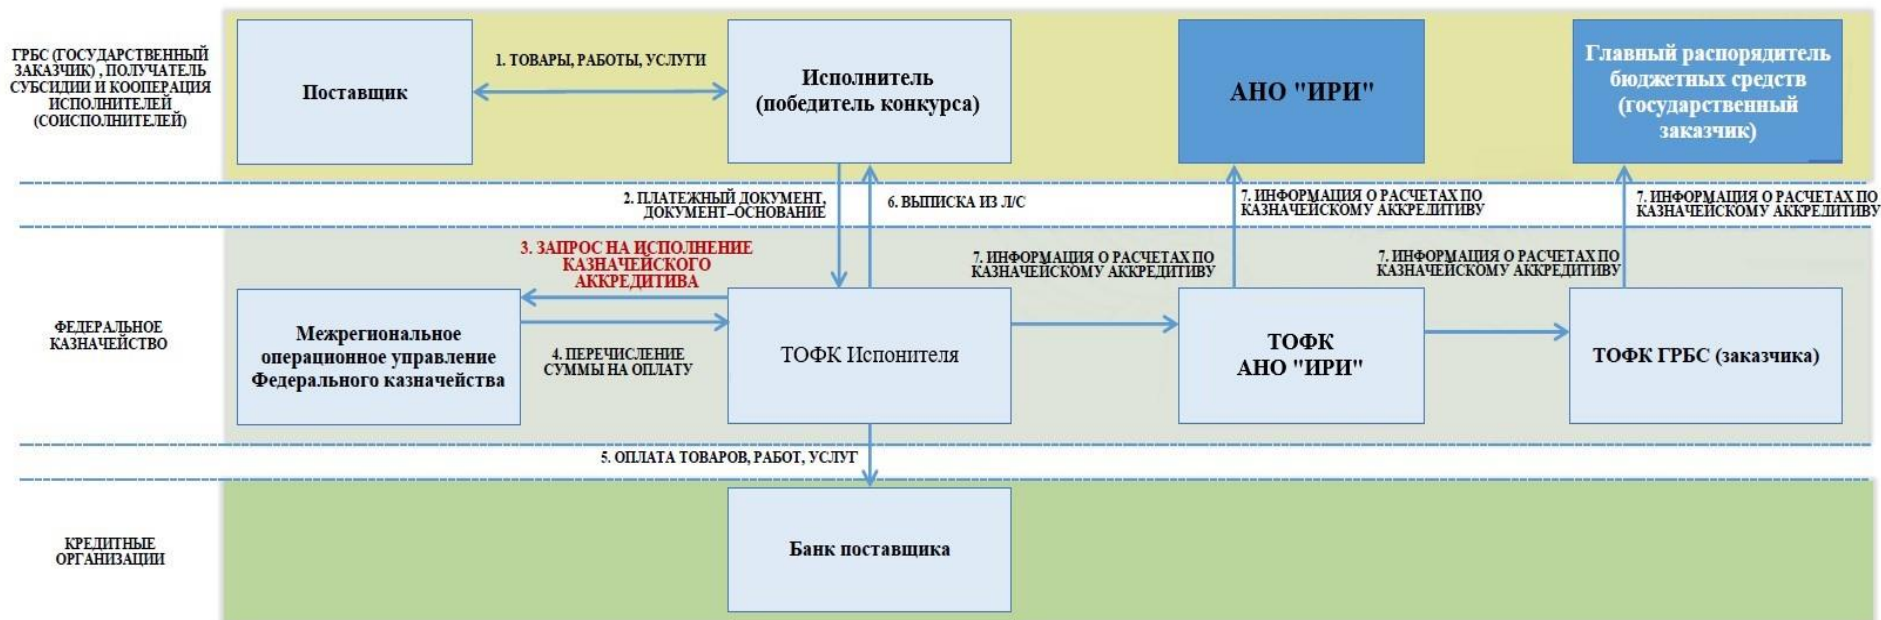 ГРБС (ГОСУДАРСТВЕННЫЙ
ЗАКАЗЧИК) , ПОЛУЧАТЕЛЬ
СУБСИДИИ И КООПЕРАЦИЯ
ИСПОЛНИТЕЛЕЙ
(СОИСПОЛНИТЕЛЕЙ)
Поставщик
1. ТОВАРЫ, РАБОТЫ, УСЛУГИ
Исполнитель
(победитель конкурса)
АНО "ИРИ"
Главный распорядитель
бюджетных средств
(государственный
заказчик)
2. ПЛАТЕЖНЫЙ ДОКУМЕНТ,
ДОКУМЕНТ–ОСНОВАНИЕ
6. ВЫПИСКА ИЗ Л/С
7. ИНФОРМАЦИЯ О РАСЧЕТАХ ПО
КАЗНАЧЕЙСКОМУ АККРЕДИТИВУ
7. ИНФОРМАЦИЯ О РАСЧЕТАХ ПО
КАЗНАЧЕЙСКОМУ АККРЕДИТИВУ
ФЕДЕРАЛЬНОЕ
КАЗНАЧЕЙСТВО
3. ЗАПРОС НА ИСПОЛНЕНИЕ
КАЗНАЧЕЙСКОГО
АККРЕДИТИВА
7. ИНФОРМАЦИЯ О РАСЧЕТАХ ПО
КАЗНАЧЕЙСКОМУ АККРЕДИТИВУ
7. ИНФОРМАЦИЯ О РАСЧЕТАХ ПО
КАЗНАЧЕЙСКОМУ АККРЕДИТИВУ
Межрегиональное
операционное управление
Федерального казначейства
4. ПЕРЕЧИСЛЕНИЕ
СУММЫ НА ОПЛАТУ
ТОФК Испонителя
ТОФК
АНО "ИРИ"
ТОФК ГРБС (заказчика)
5. ОПЛАТА ТОВАРОВ, РАБОТ, УСЛУГ
КРЕДИТНЫЕ
ОРГАНИЗАЦИИ
Банк поставщика